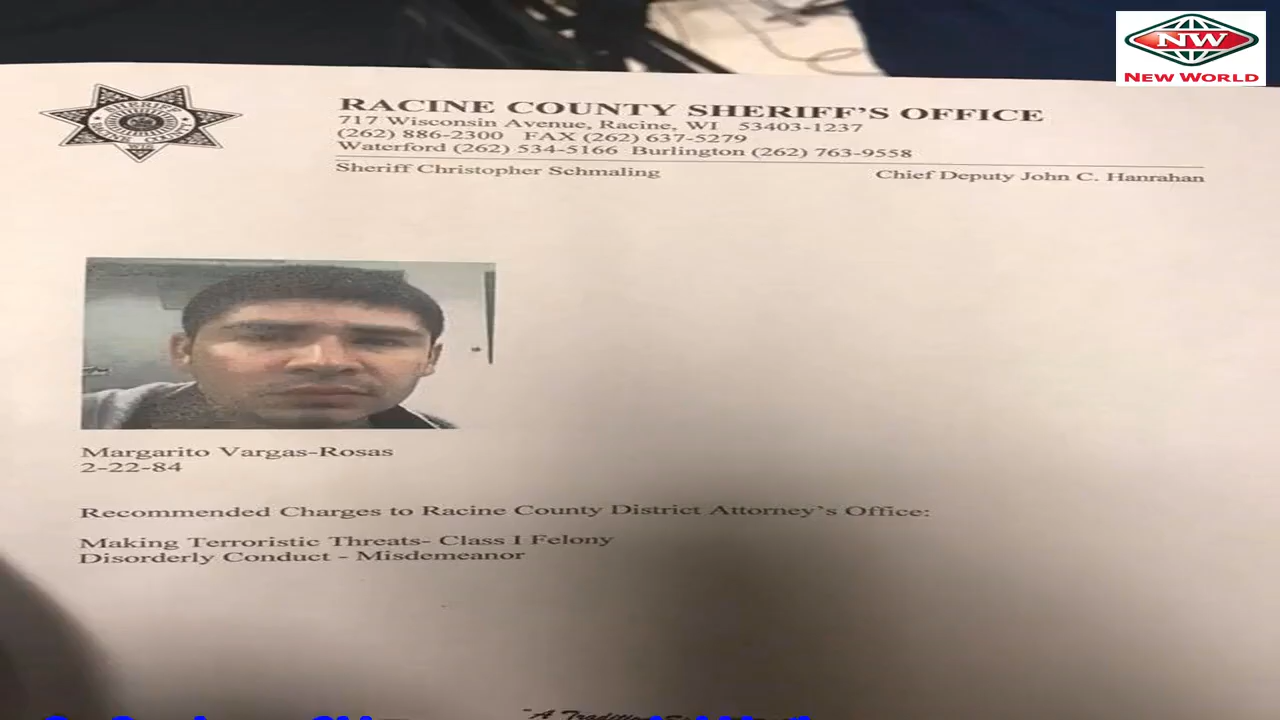 NW
NEW WORLD
RACINE COUNTY SHERIFF'S OFFICE
717 Wisconsin Avenue, Racine, WI 53403-1237
(262) 886-2300 FAX (262) 637-5279
Waterford (262) 534-5166 Burlington (262) 763-9558
Sheriff Christopher Schmaling
Chief Deputy John C. Hanrahan
SHERIFF
WIS
Margarito Vargas-Rosas
2-22-84
Recommended Charges to Racine County District Attorney's Office:
Making Terroristic Threats- Class I Felony
Disorderly Conduct - Misdemeanor
"A